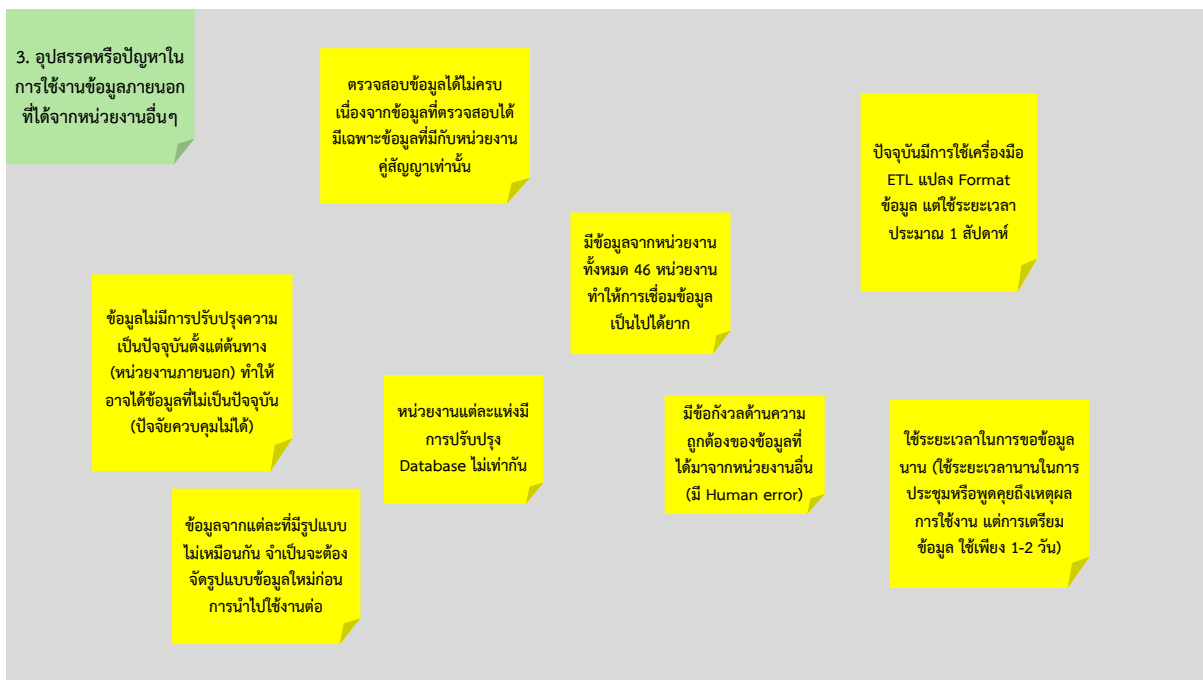 3. อุปสรรคหรือปัญหาใน
การใช้งานข้อมูลภายนอก
ที่ได้จากหน่วยงานอื่นๆ
ตรวจสอบข้อมูลได้ไม่ครบ
เนื่องจากข้อมูลที่ตรวจสอบได้
มีเฉพาะข้อมูลที่มีกับหน่วยงาน
คู่สัญญาเท่านั้น
ปัจจุบันมีการใช้เครื่องมือ
ETL แปลง Format
ข้อมูล แต่ใช้ระยะเวลา
ประมาณ 1 สัปดาห์
มีข้อมูลจากหน่วยงาน
ทั้งหมด 46 หน่วยงาน
ทำให้การเชื่อมข้อมูล
เป็นไปได้ยาก
ข้อมูลไม่มีการปรับปรุงความ
เป็นปัจจุบันตั้งแต่ต้นทาง
(หน่วยงานภายนอก) ทำให้
อาจได้ข้อมูลที่ไม่เป็นปัจจุบัน
(ปัจจัยควบคุมไม่ได้)
หน่วยงานแต่ละแห่งมี
การปรับปรุง
Database ไม่เท่ากัน
มีข้อกังวลด้านความ
ถูกต้องของข้อมูลที่
ได้มาจากหน่วยงานอื่น
(มี Human error)
ใช้ระยะเวลาในการขอข้อมูล
นาน (ใช้ระยะเวลานานในการ
ประชุมหรือพูดคุยถึงเหตุผล
การใช้งาน แต่การเตรียม
ข้อมูล ใช้เพียง 1-2 วัน)
ข้อมูลจากแต่ละที่มีรูปแบบ
ไม่เหมือนกัน จำเป็นจะต้อง
จัดรูปแบบข้อมูลใหม่ก่อน
การนำไปใช้งานต่อ